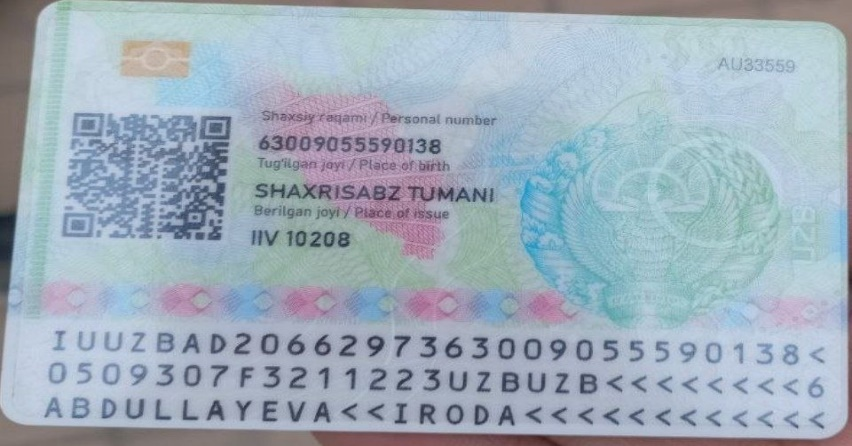 AU33559
Shaxsiy raqami / Personal number
63009055590138
Tug'ilgan joyi / Place of birth
SHAXRISABZ TUMANI
Berilgan joyi / Place of issue
IIV 10208
UZB
IUUZBAD2066297363009055590138<
0509307F3211223UZBUZB<<<<<<<<6
ABDULLAYEVA<<IRODA<<<<<<<<<<<<